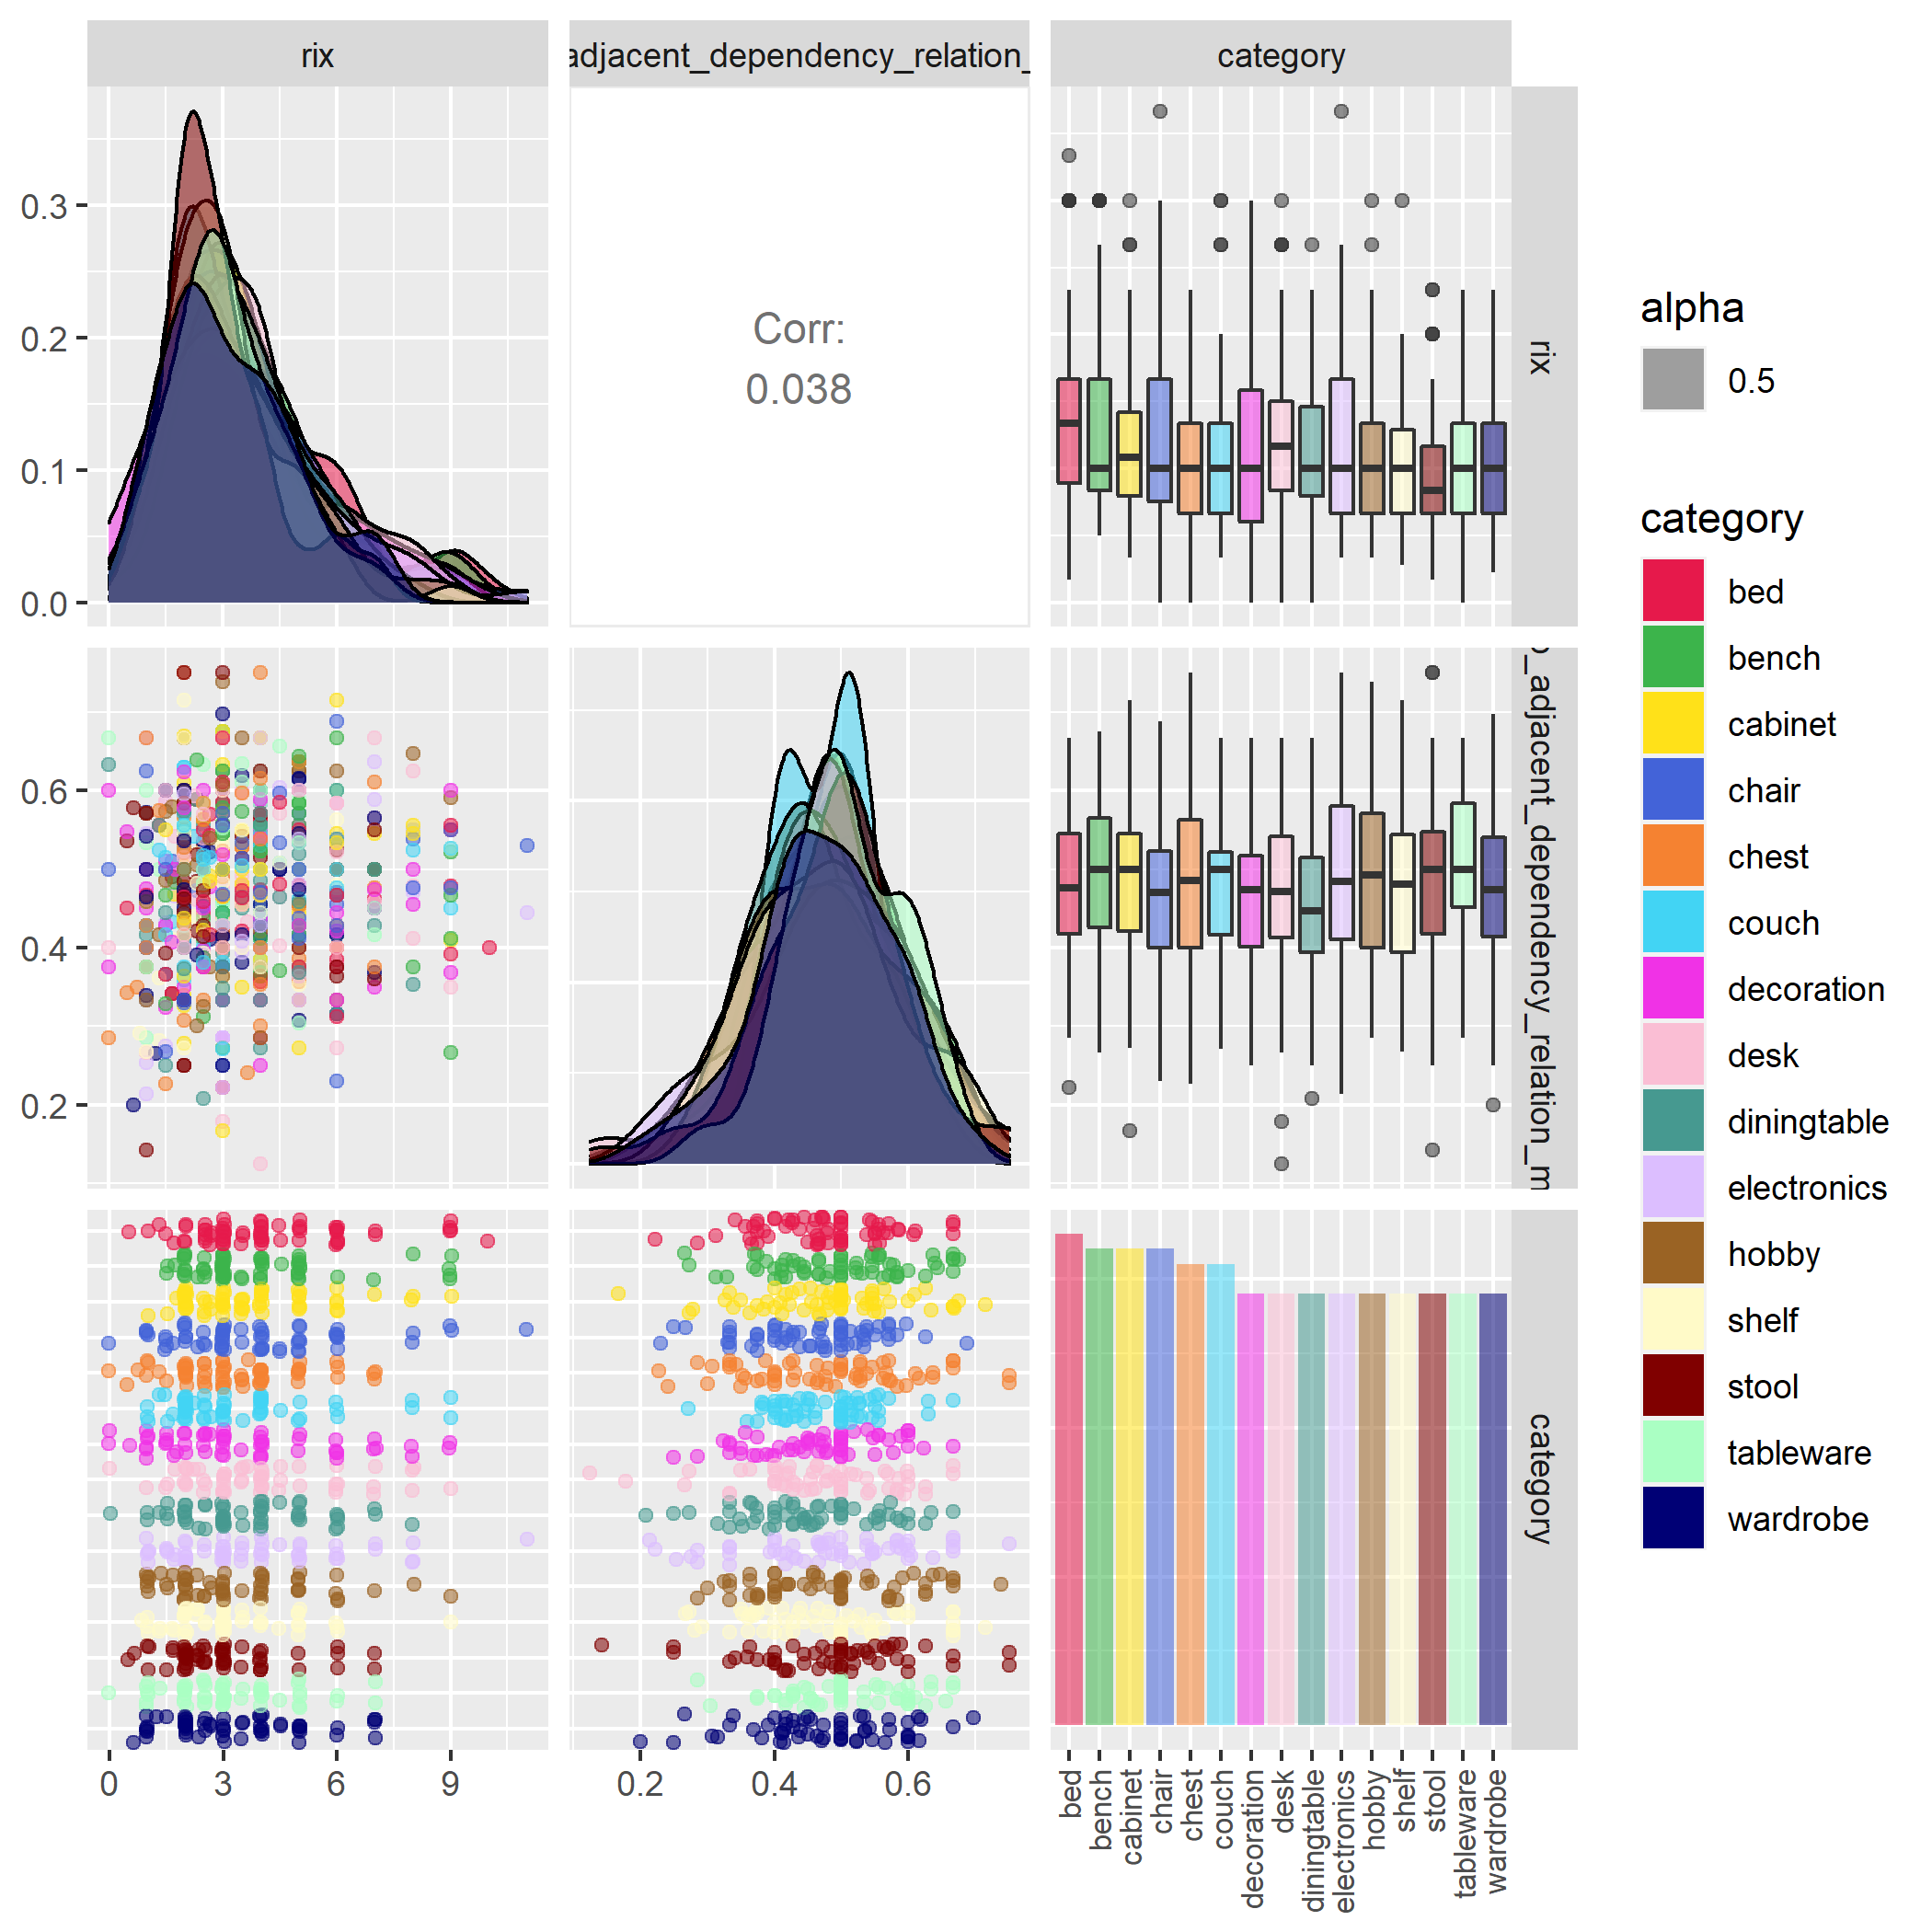 rix
adjacent_dependency_relation_
category
0.3
0.2
0.1
0.0
Corr:
0.038
rix
0.6
0.4
0.2
_adjacent_dependency_relation_m
category
0
3
6
9
0.2
0.4
0.6
bed
bench
cabinet
chair
chest
couch
decoration
desk
diningtable
electronics
hobby
shelf
stool
tableware
wardrobe
alpha
0.5
category
bed
bench
cabinet
chair
chest
couch
decoration
desk
diningtable
electronics
hobby
shelf
stool
tableware
wardrobe